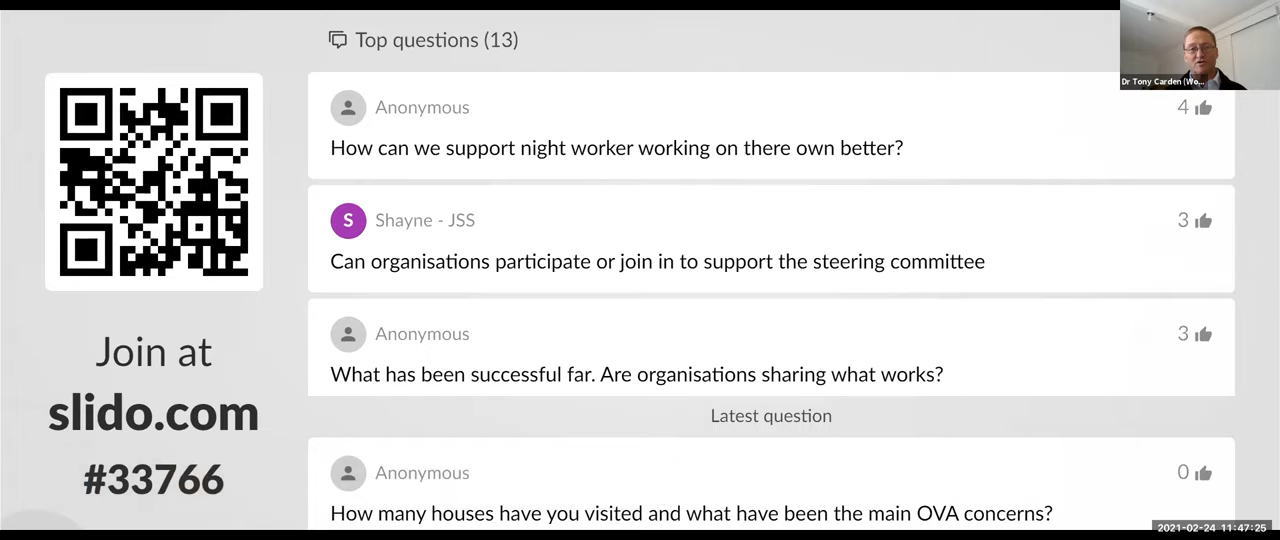 Top questions (13)
Dr Tony Carden (Wo...
Anonymous
4
How can we support night worker working on there own better?
S
Shayne - JSS
3
Can organisations participate or join in to support the steering committee
Anonymous
3
What has been successful far. Are organisations sharing what works?
Join at
slido.com
#33766
Latest question
Anonymous
0
How many houses have you visited and what have been the main OVA concerns?
2021-02-24 11:47:25